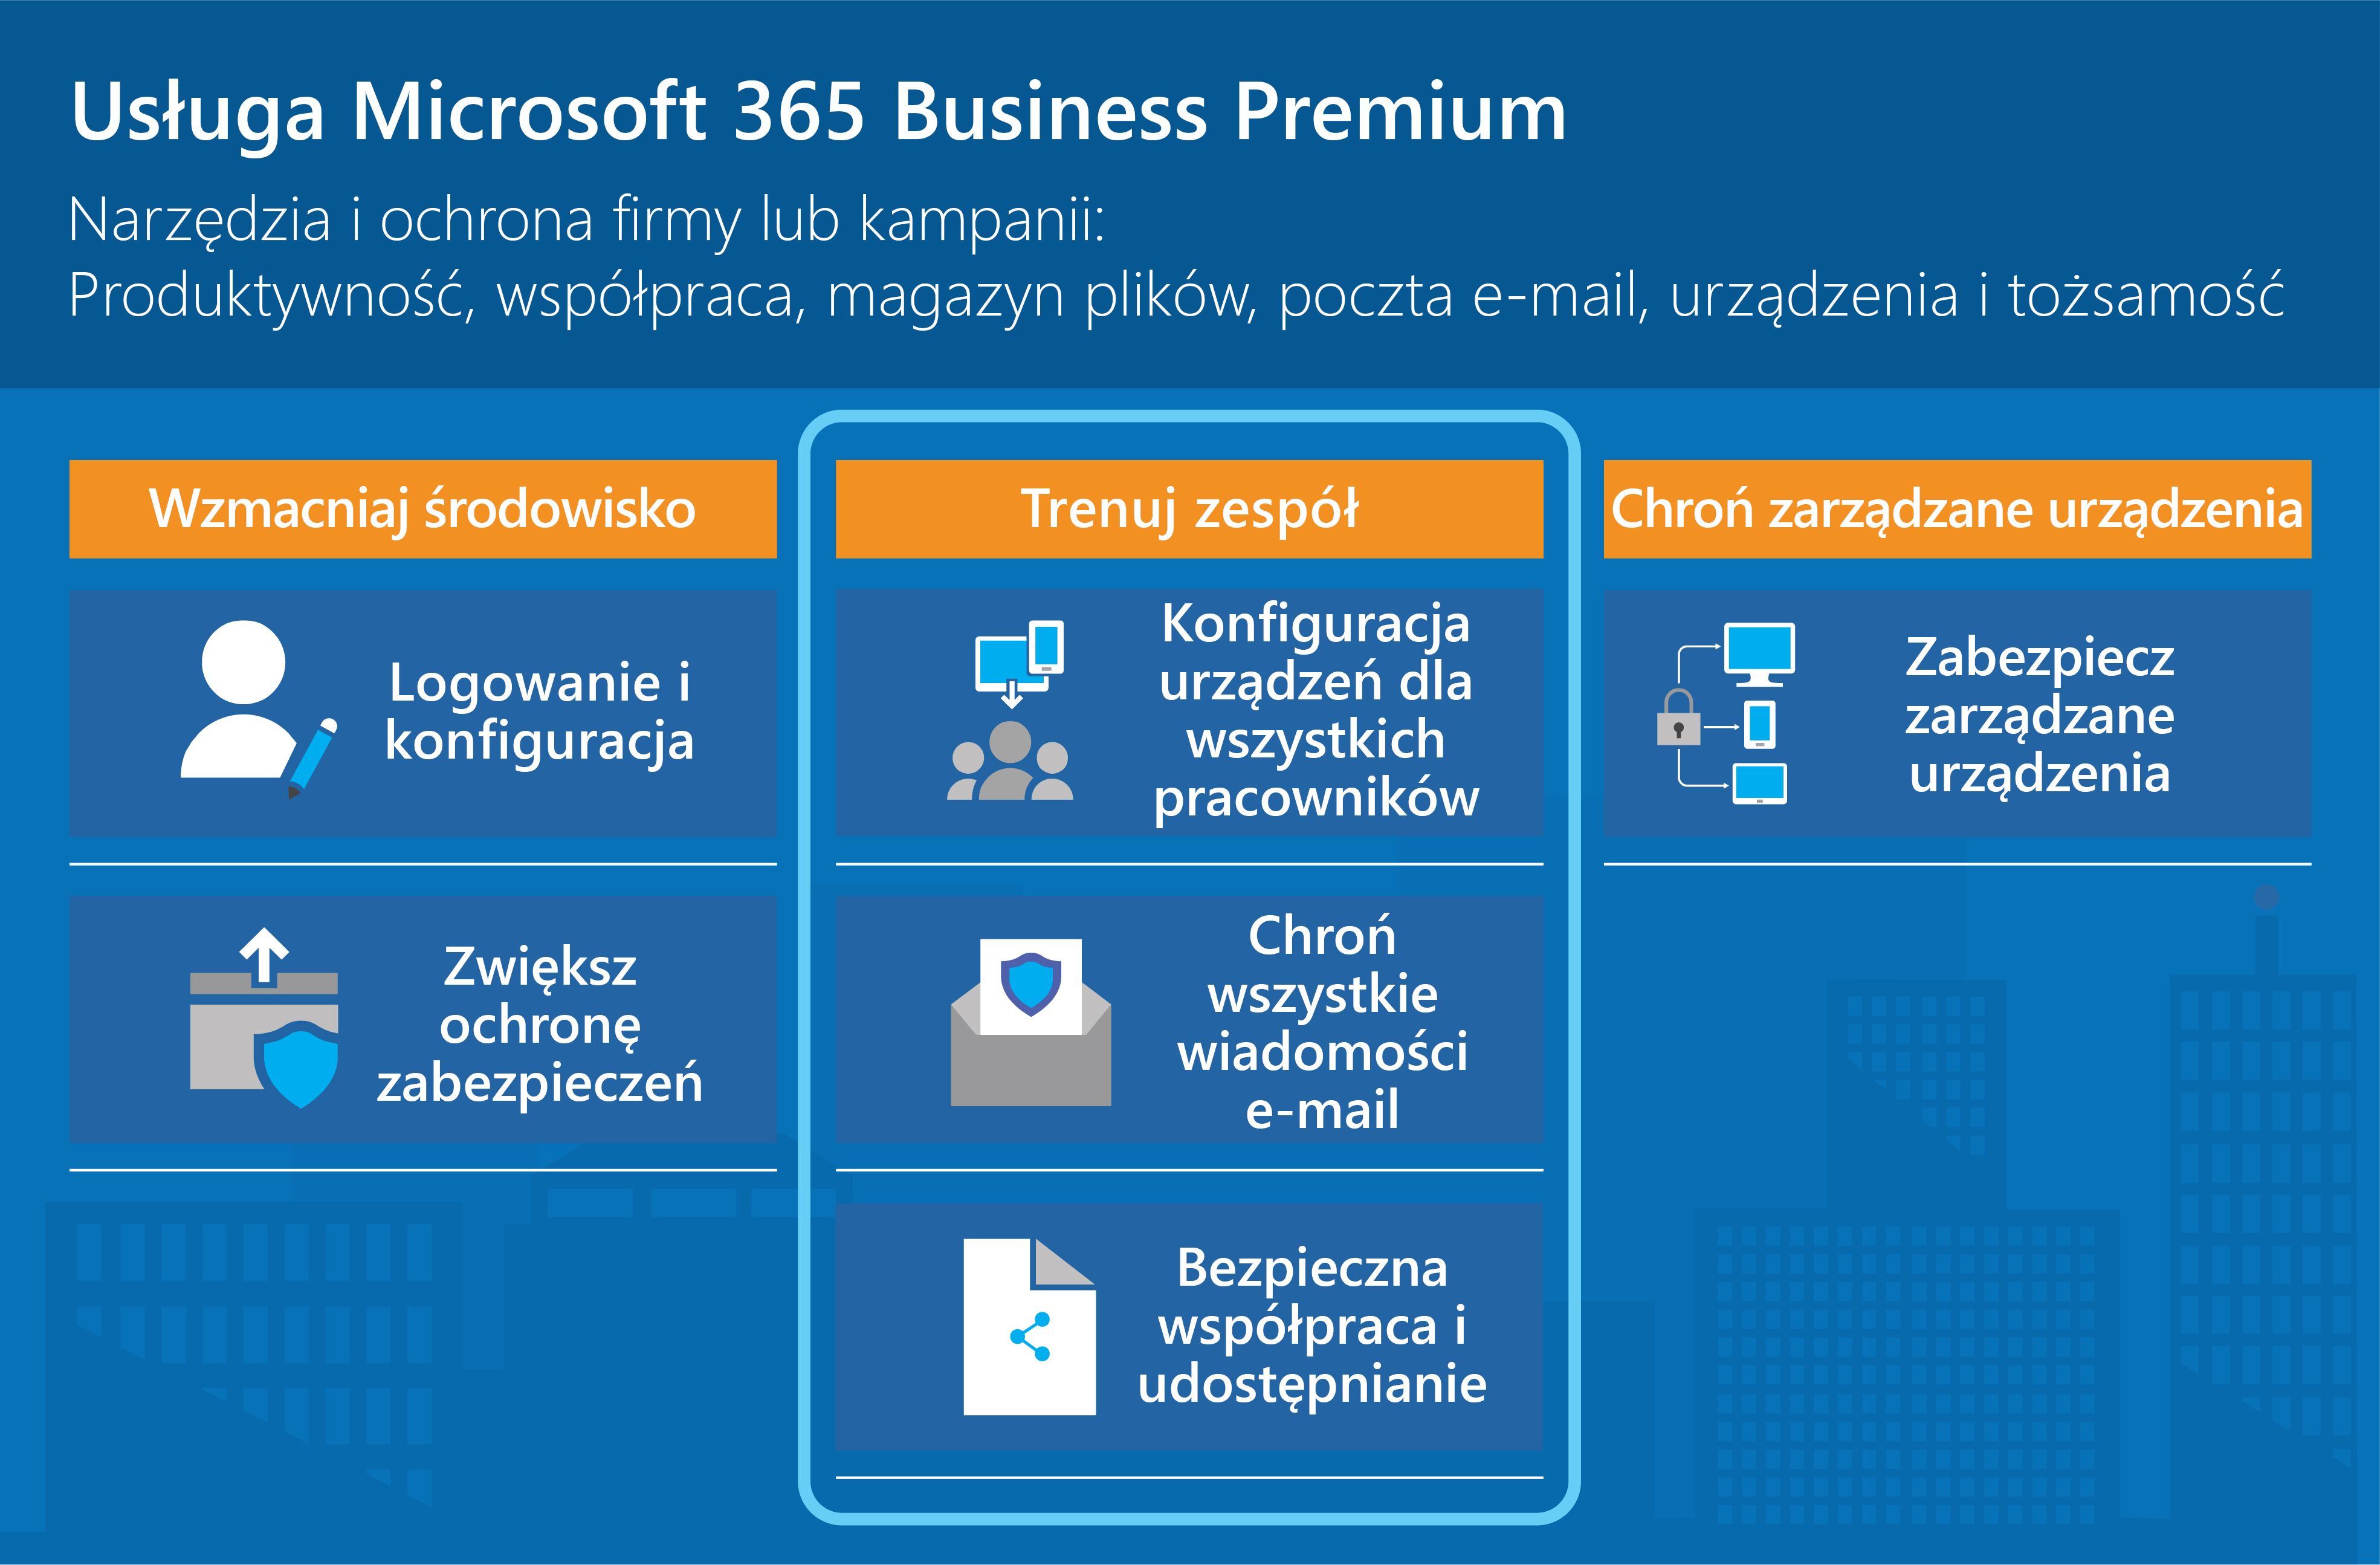 Usługa Microsoft 365 Business Premium
Narzędzia i ochrona firmy lub kampanii:
Produktywność, współpraca, magazyn plików, poczta e-mail, urządzenia i tożsamość
Wzmacniaj środowisko
Logowanie i
konfiguracja
Zwiększ
ochronę
zabezpieczeń
Trenuj zespół
Konfiguracja
urządzeń dla
wszystkich
pracowników
Chroń
wszystkie
wiadomości
e-mail
Bezpieczna
współpraca i
udostępnianie
Chroń zarządzane urządzenia
Zabezpiecz
zarządzane
urządzenia